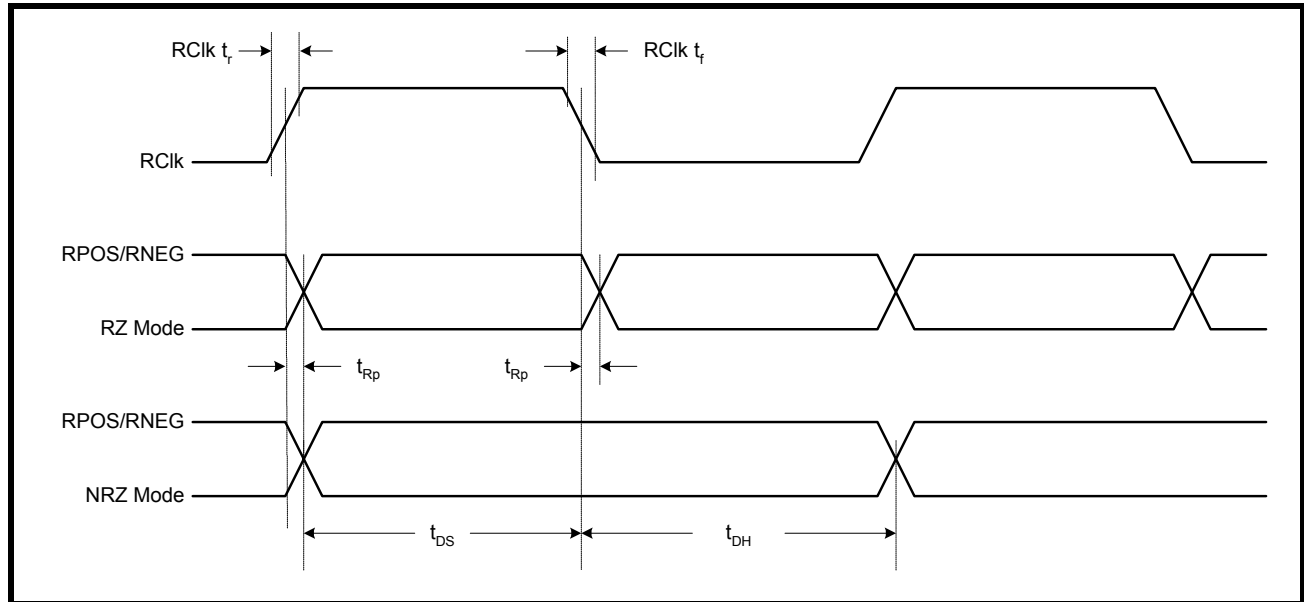 RClk tr
RClk tf
RClk
RPOS/RNEG
RZ Mode
tRp
tRp
RPOS/RNEG
NRZ Mode
tDS
tDH